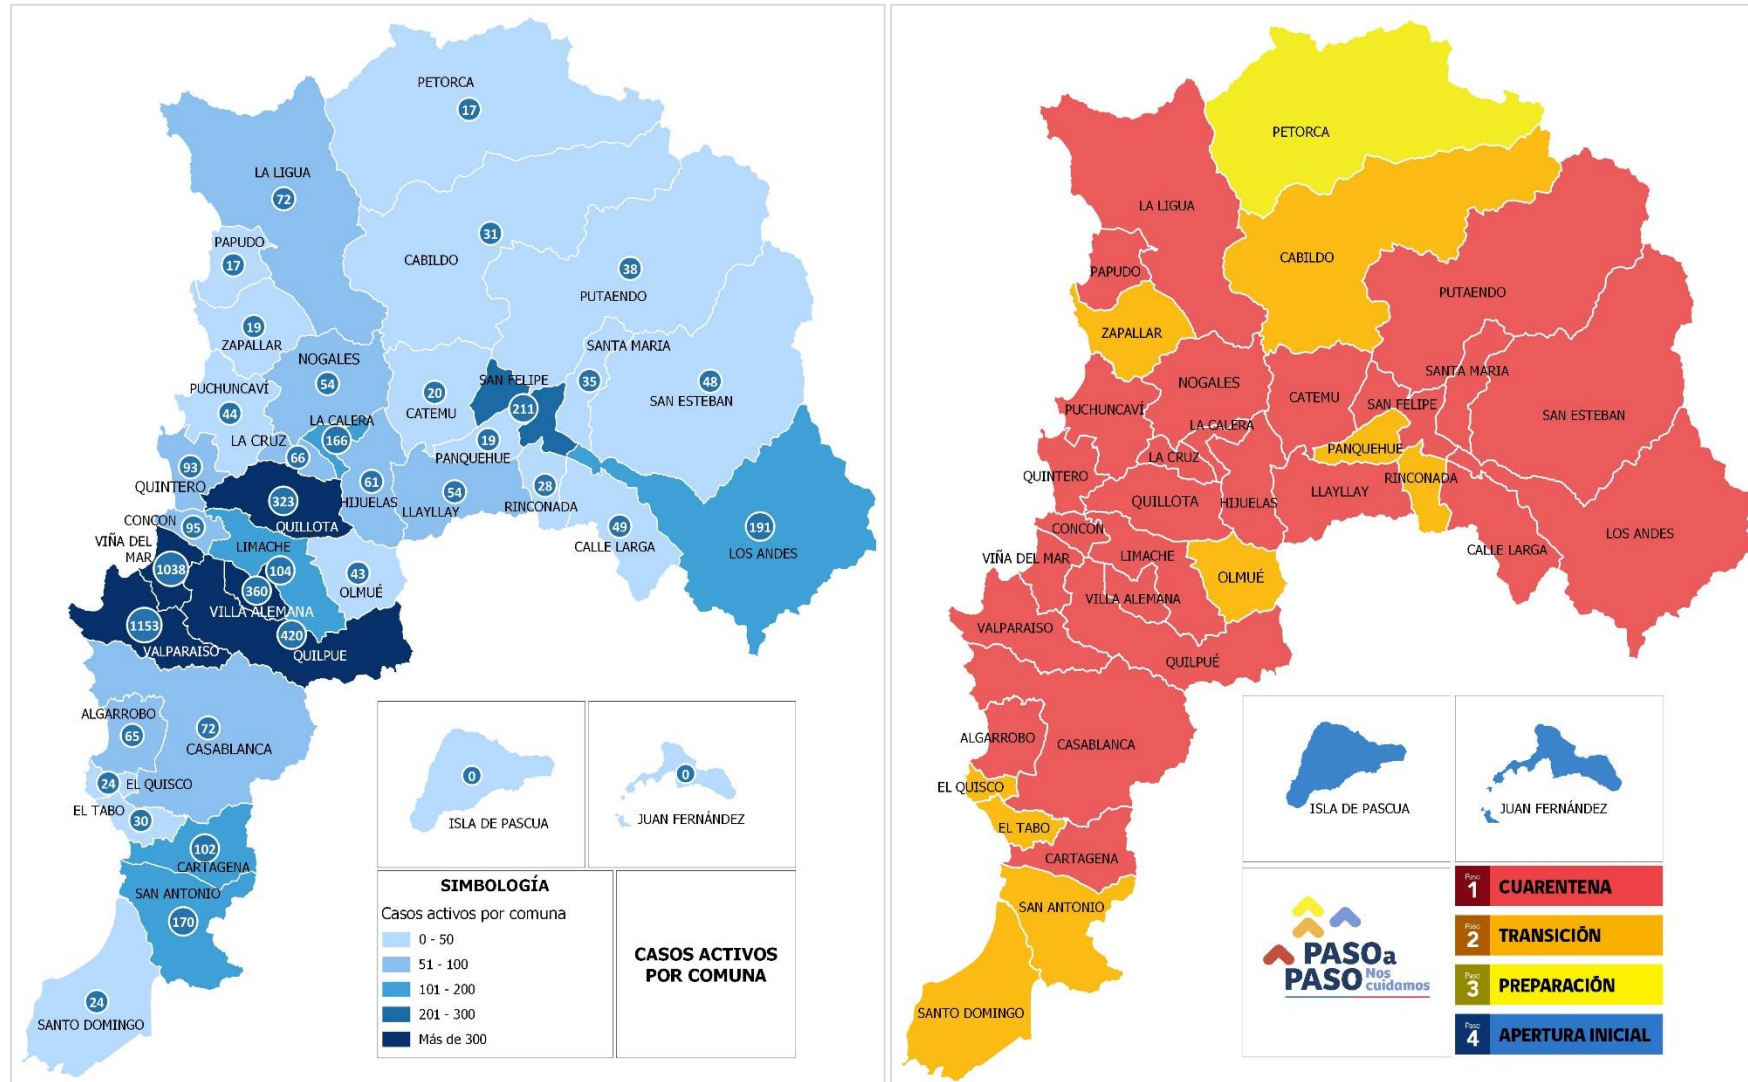 PETORCA
17
LA LIGUA
72
PAPUDO
17
31
CABILDO
38
PUTAENDO
19
ZAPALLAR
NOGALES
54
SANTA MARIA
35
48
SAN ESTEBAN
PUCHUNCAVÍ
44
20
CATEMU
SAN FELIPE
211
LA CALERA
166
LA CRUZ
66
19
PANQUEHUE
93
QUINTERO
61
HIJUELAS
54
LLAYLLAY
28
RINCONADA
323
QUILLOTA
CONCON
95
49
CALLE LARGA
191
LOS ANDES
VIÑA DEL
MAR
1038
LIMACHE
104
43
OLMUÉ
360
VILLA ALEMANA
1153
VALPARAISO
420
QUILPUE
ALGARROBO
65
72
CASABLANCA
24
EL QUISCO
EL TABO
30
102
CARTAGENA
SAN ANTONIO
170
24
SANTO DOMINGO
0
ISLA DE PASCUA
0
JUAN FERNÁNDEZ
SIMBOLOGÍA
Casos activos por comuna
0 - 50
51 - 100
101 - 200
201 - 300
Más de 300
CASOS ACTIVOS
POR COMUNA
PETORCA
LA LIGUA
CABILDO
PAPUDO
PUTAENDO
ZAPALLAR
NOGALES
SANTA MARIA
CATEMU
PUCHUNCAVÍ
SAN FELIPE
SAN ESTEBAN
LA CALERA
PANQUEHUE
LA CRUZ
QUINTERO
RINCONADA
QUILLOTA
HIJUELAS
LLAYLLAY
CONCÓN
LOS ANDES
VIÑA DEL MAR
LIMACHE
CALLE LARGA
OLMUÉ
VILLA ALEMANA
VALPARAISO
QUILPUÉ
ALGARROBO
CASABLANCA
EL QUISCO
EL TABO
CARTAGENA
SAN ANTONIO
SANTO DOMINGO
ISLA DE PASCUA
JUAN FERNÁNDEZ
PASO a
PASO Nos
cuidamos
Paso 1 CUARENTENA
Paso 2 TRANSICIÓN
Paso 3 PREPARACIÓN
Paso 4 APERTURA INICIAL